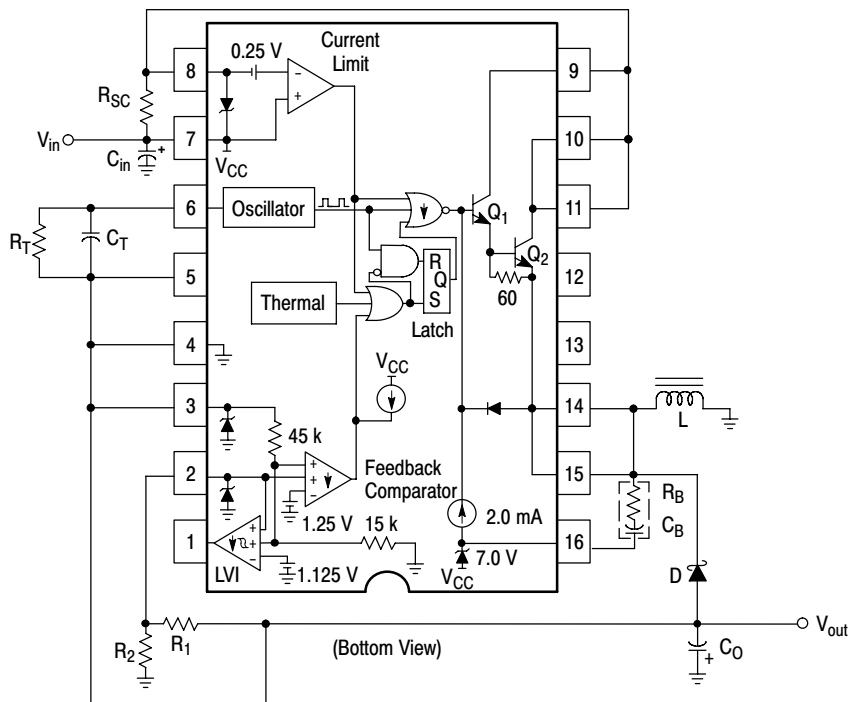 Current
Limit
0.25 V
8
9
R_SC
V_in
7
10
C_in
+
V_CC
6
Oscillator
Q_1
11
R_T
C_T
Q_2
R
Q
S
5
12
Thermal
60
Latch
4
13
V_CC
3
14
L
45 k
2
Feedback
Comparator
15
R_B
C_B
1.25 V
15 k
2.0 mA
1
16
LVI
1.125 V
7.0 V
V_CC
D
R_2
R_1
(Bottom View)
V_out
C_O
+